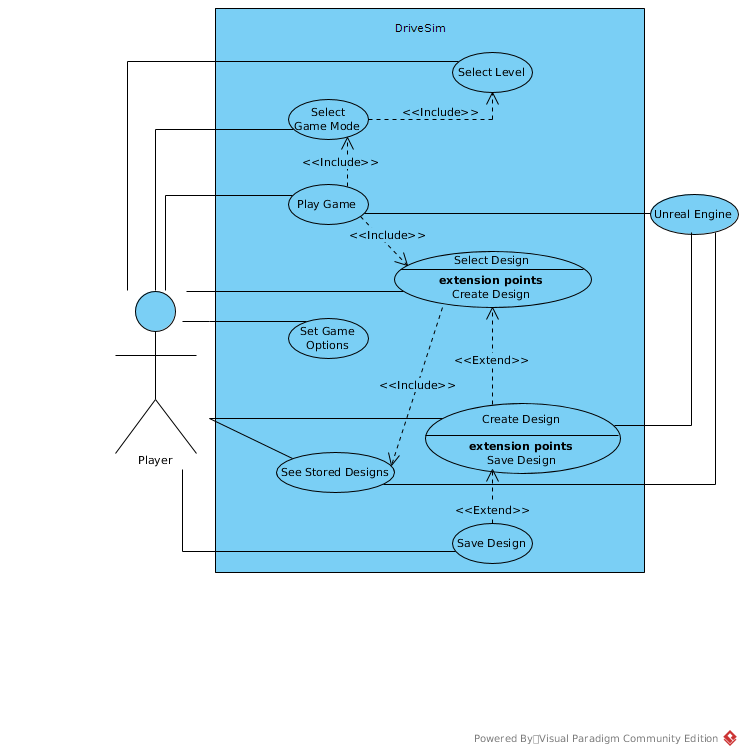 DriveSim
Select Level
<<Include>>
Select
Game Mode
<<Include>>
Play Game
Unreal Engine
<<Include>>
Select Design
extension points
Create Design
Set Game
Options
<<Extend>>
<<Include>>
Create Design
extension points
Save Design
Player
See Stored Designs
<<Extend>>
Save Design
Powered By Visual Paradigm Community Edition